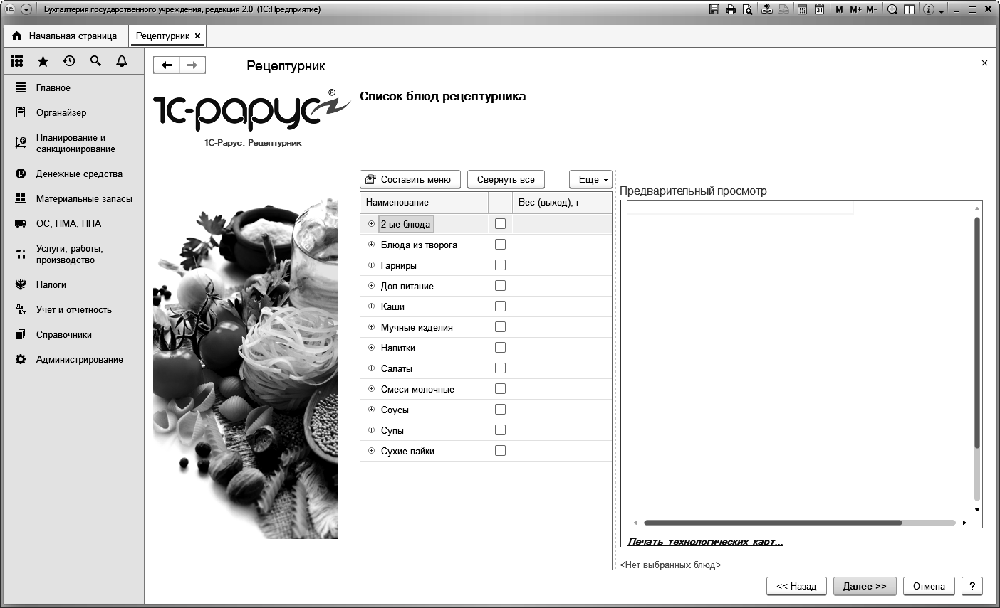 Бухгалтерия государственного учреждения, редакция 2.0 (1С:Предприятие)
M M+ M-
Начальная страница
Рецептурник
Главное
Органайзер
Планирование и
санкционирование
Денежные средства
Материальные запасы
ОС, НМА, НПА
Услуги, работы,
производство
Налоги
Учет и отчетность
Справочники
Администрирование
Рецептурник
1С-рарус®
1С-Рарус: Рецептурник
Список блюд рецептурника
Составить меню
Свернуть все
Еще
Наименование
Вес (выход), г
2-ые блюда
Блюда из творога
Гарниры
Доп.питание
Каши
Мучные изделия
Напитки
Салаты
Смеси молочные
Соусы
Супы
Сухие пайки
Предварительный просмотр
Печать технологических карт...
<Нет выбранных блюд>
<< Назад
Далее >>
Отмена
?